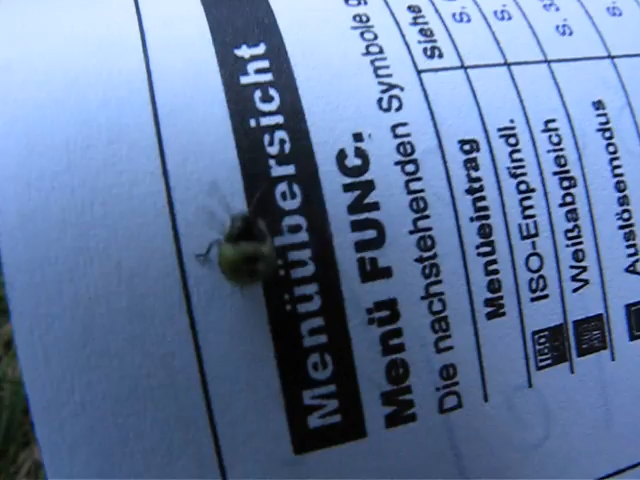 Menüübersicht
Menü FUNC.
Die nachstehenden Symbole
Menüeintrag Siehe
ISO-Empfindl. S.
Weißabgleich S.
Auslösemodus S.